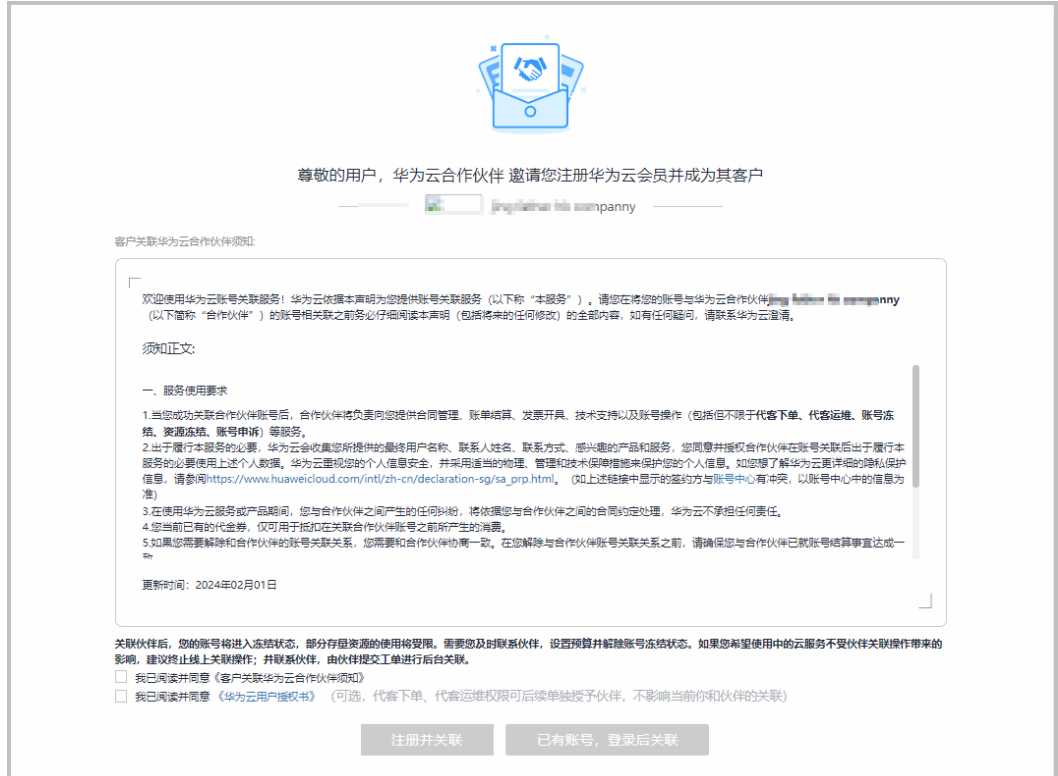 尊敬的用户，华为云合作伙伴 邀请您注册华为云会员并成为其客户
mpanny
客户关联华为云合作伙伴须知:
欢迎使用华为云账号关联服务！华为云依据本声明为您提供账号关联服务（以下称“本服务”）。请您在将您的账号与华为云合作伙伴 nny
（以下简称“合作伙伴”）的账号相关联之前务必仔细阅读本声明（包括将来的任何修改）的全部内容，如有任何疑问，请联系华为云澄清。
须知正文:
一、服务使用要求
1.当您成功关联合作伙伴账号后，合作伙伴将负责向您提供合同管理、账单结算、发票开具、技术支持以及账号操作（包括但不限于代客下单、代客运维、账号冻
结、资源冻结、账号申诉）等服务。
2.出于履行本服务的必要，华为云会收集您所提供的最终用户名称、联系人姓名、联系方式、感兴趣的产品和服务，您同意并授权合作伙伴在账号关联后出于履行本
服务的必要使用上述个人数据。华为云重视您的个人信息安全，并采用适当的物理、管理和技术保障措施来保护您的个人信息。如您想了解华为云更详细的隐私保护
信息，请参阅https://www.huaweicloud.com/intl/zh-cn/declaration-sg/sa_prp.html。（如上述链接中显示的签约方与账号中心有冲突，以账号中心中的信息为
准）
3.在使用华为云服务或产品期间，您与合作伙伴之间产生的任何纠纷，将依据您与合作伙伴之间的合同约定处理，华为云不承担任何责任。
4.您当前已有的代金券，仅可用于抵扣在关联合作伙伴账号之前所产生的消费。
5.如果您需要解除和合作伙伴的账号关联关系，您需要和合作伙伴协商一致。在您解除与合作伙伴账号关联关系之前，请确保您与合作伙伴已就账号结算事宜达成一
致
更新时间：2024年02月01日
关联伙伴后，您的账号将进入冻结状态，部分存量资源的使用将受限。需要您及时联系伙伴，设置预算并解除账号冻结状态。如果您希望使用中的云服务不受伙伴关联操作带来的
影响，建议终止线上关联操作；并联系伙伴，由伙伴提交工单进行后台关联。
我已阅读并同意《客户关联华为云合作伙伴须知》
我已阅读并同意《华为云用户授权书》（可选，代客下单、代客运维权限可后续单独授予伙伴，不影响当前你和伙伴的关联）
注册并关联
已有账号，登录后关联